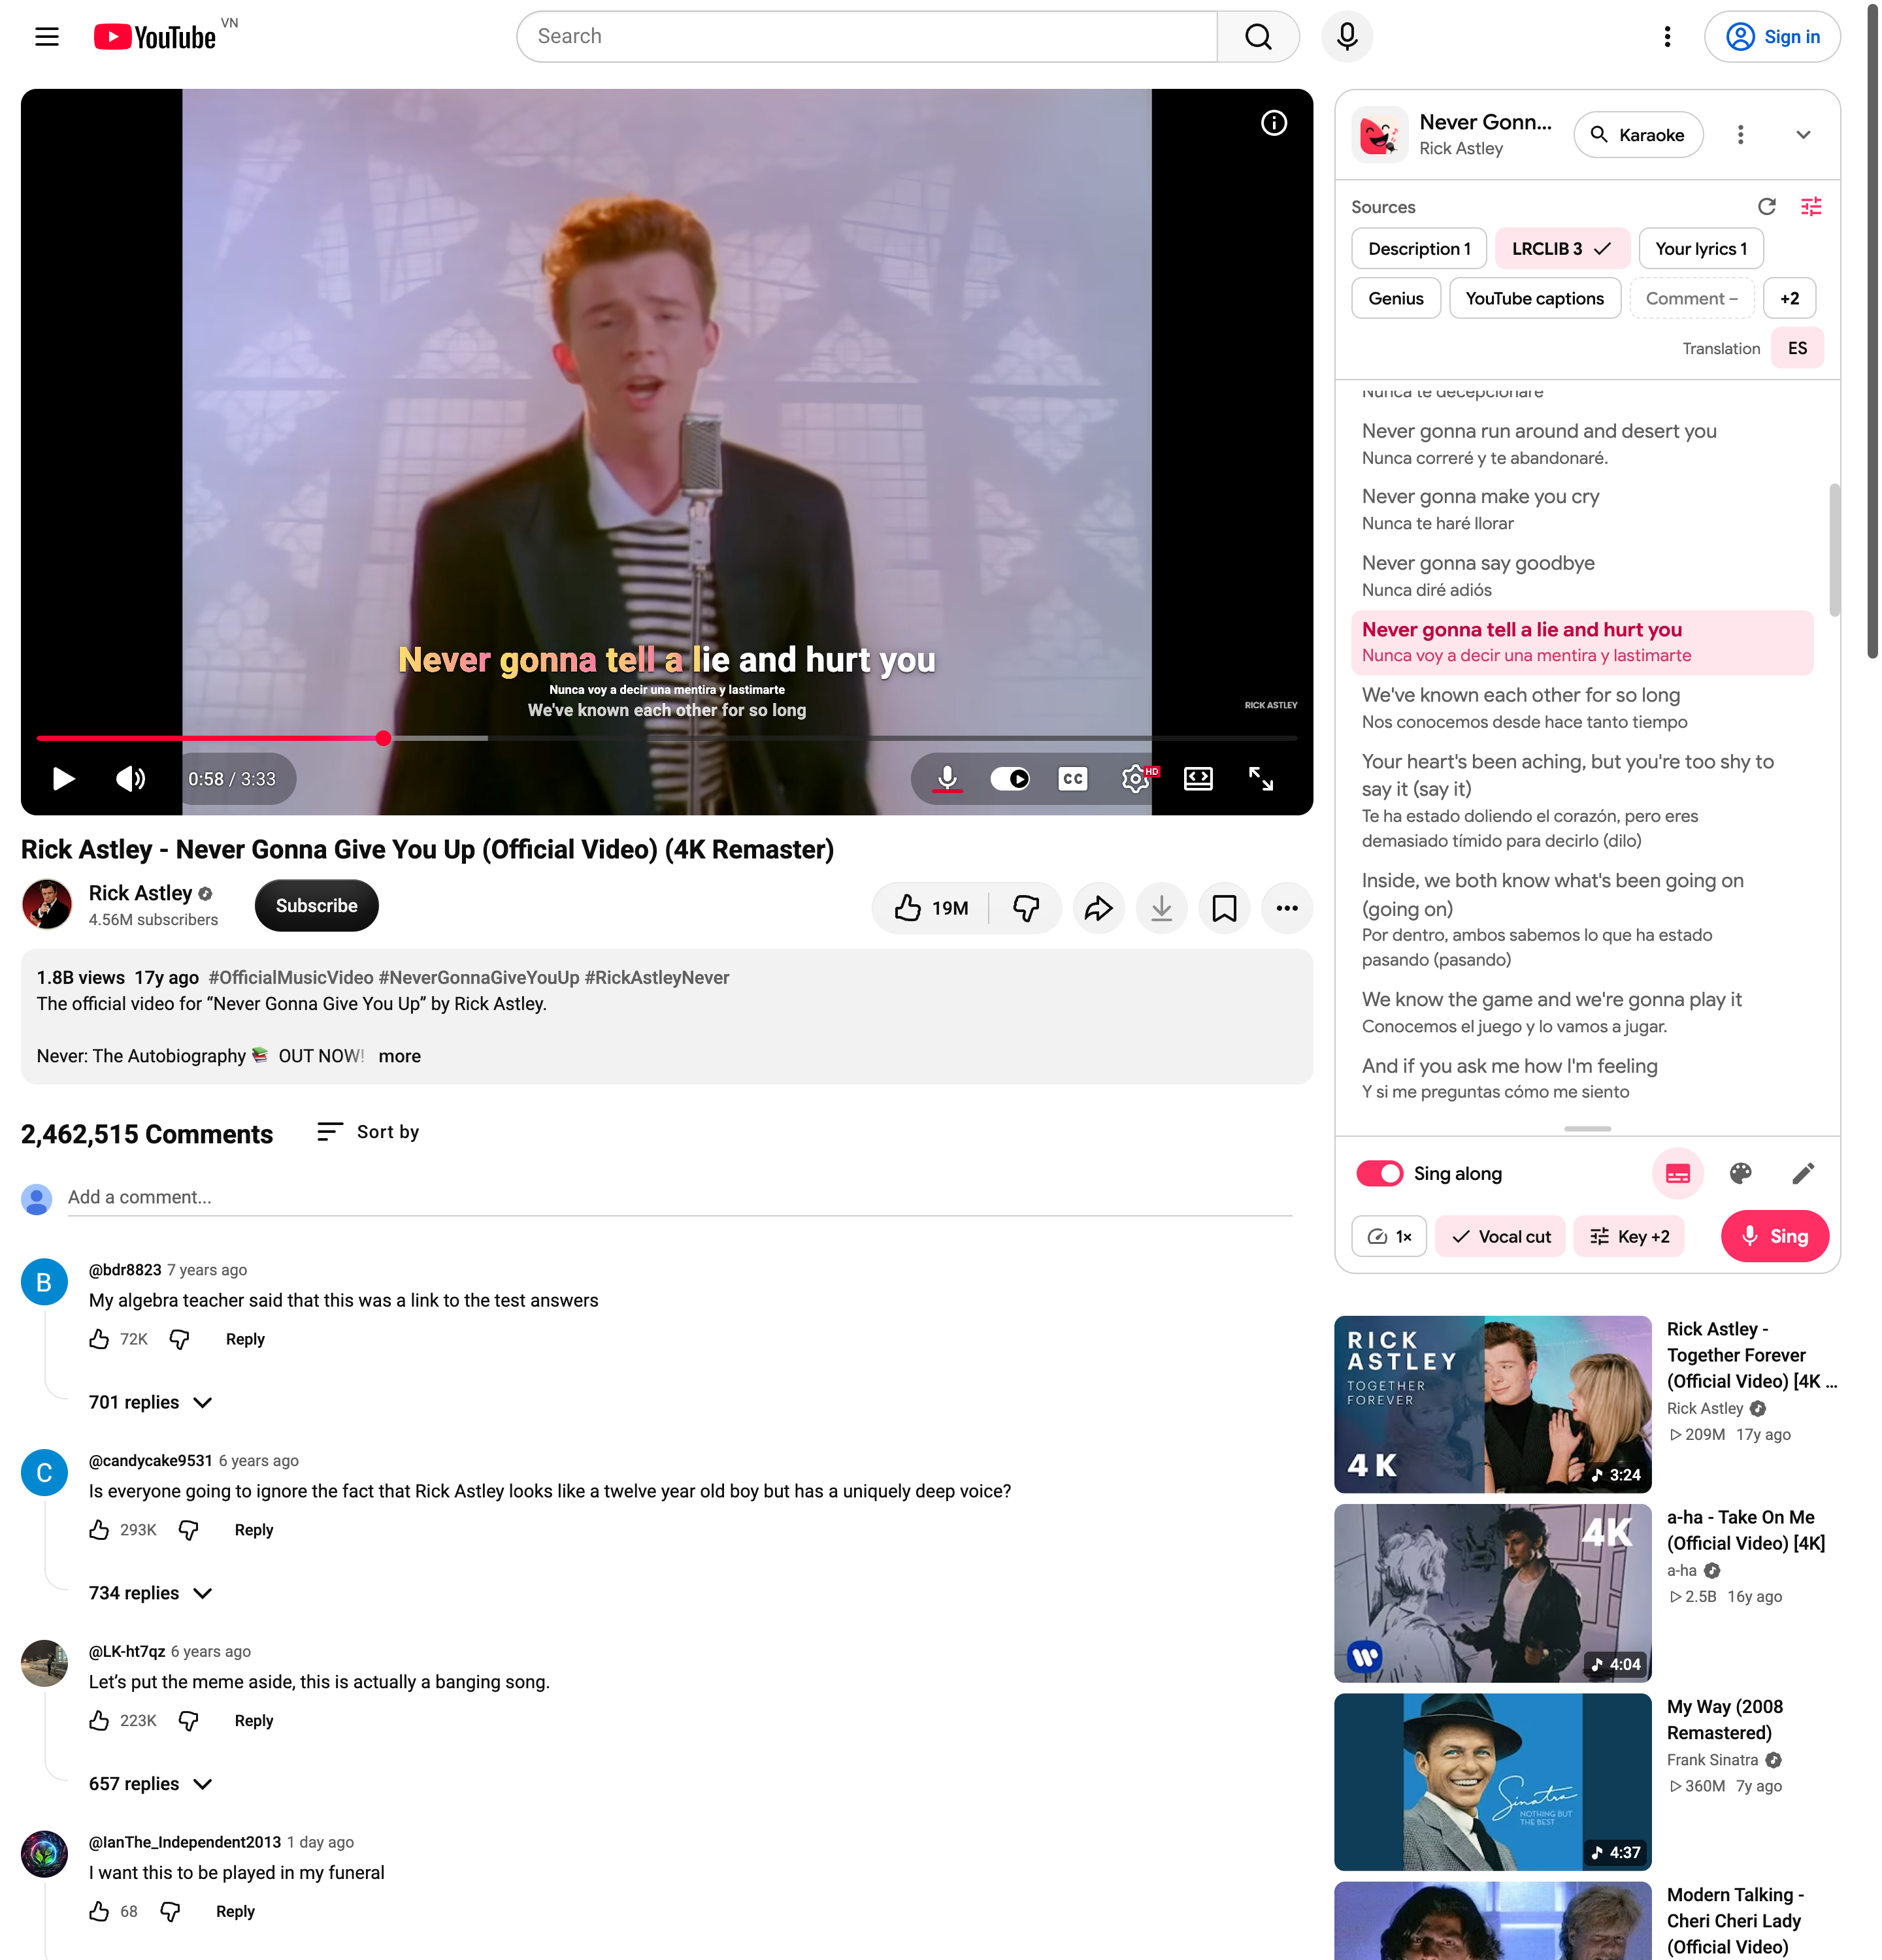 YouTube VN
Search
Sign in
Never gonna tell a lie and hurt you
Nunca voy a decir una mentira y lastimarte
We've known each other for so long
RICK ASTLEY
0:58 / 3:33
CC
HD
Rick Astley - Never Gonna Give You Up (Official Video) (4K Remaster)
Rick Astley
4.56M subscribers
Subscribe
19M
1.8B views 17y ago #OfficialMusicVideo #NeverGonnaGiveYouUp #RickAstleyNever
The official video for “Never Gonna Give You Up” by Rick Astley.
Never: The Autobiography 📚 OUT NOW! more
2,462,515 Comments
Sort by
Add a comment...
B
@bdr8823 7 years ago
My algebra teacher said that this was a link to the test answers
72K
Reply
701 replies
C
@candycake9531 6 years ago
Is everyone going to ignore the fact that Rick Astley looks like a twelve year old boy but has a uniquely deep voice?
293K
Reply
734 replies
@LK-ht7qz 6 years ago
Let’s put the meme aside, this is actually a banging song.
223K
Reply
657 replies
@IanThe_Independent2013 1 day ago
I want this to be played in my funeral
68
Reply
Never Gonn...
Rick Astley
Karaoke
Sources
Description 1
LRCLIB 3
Your lyrics 1
Genius
YouTube captions
Comment –
+2
Translation
ES
Nunca te decepcionaré
Never gonna run around and desert you
Nunca correré y te abandonaré.
Never gonna make you cry
Nunca te haré llorar
Never gonna say goodbye
Nunca diré adiós
Never gonna tell a lie and hurt you
Nunca voy a decir una mentira y lastimarte
We've known each other for so long
Nos conocemos desde hace tanto tiempo
Your heart's been aching, but you're too shy to
say it (say it)
Te ha estado doliendo el corazón, pero eres
demasiado tímido para decirlo (dilo)
Inside, we both know what's been going on
(going on)
Por dentro, ambos sabemos lo que ha estado
pasando (pasando)
We know the game and we're gonna play it
Conocemos el juego y lo vamos a jugar.
And if you ask me how I'm feeling
Y si me preguntas cómo me siento
Sing along
1×
Vocal cut
Key +2
Sing
RICK
ASTLEY
TOGETHER
FOREVER
4K
3:24
Rick Astley -
Together Forever
(Official Video) [4K ...
Rick Astley
209M 17y ago
4K
4:04
a-ha - Take On Me
(Official Video) [4K]
a-ha
2.5B 16y ago
Sinatra
NOTHING BUT
THE BEST
4:37
My Way (2008
Remastered)
Frank Sinatra
360M 7y ago
Modern Talking -
Cheri Cheri Lady
(Official Video)